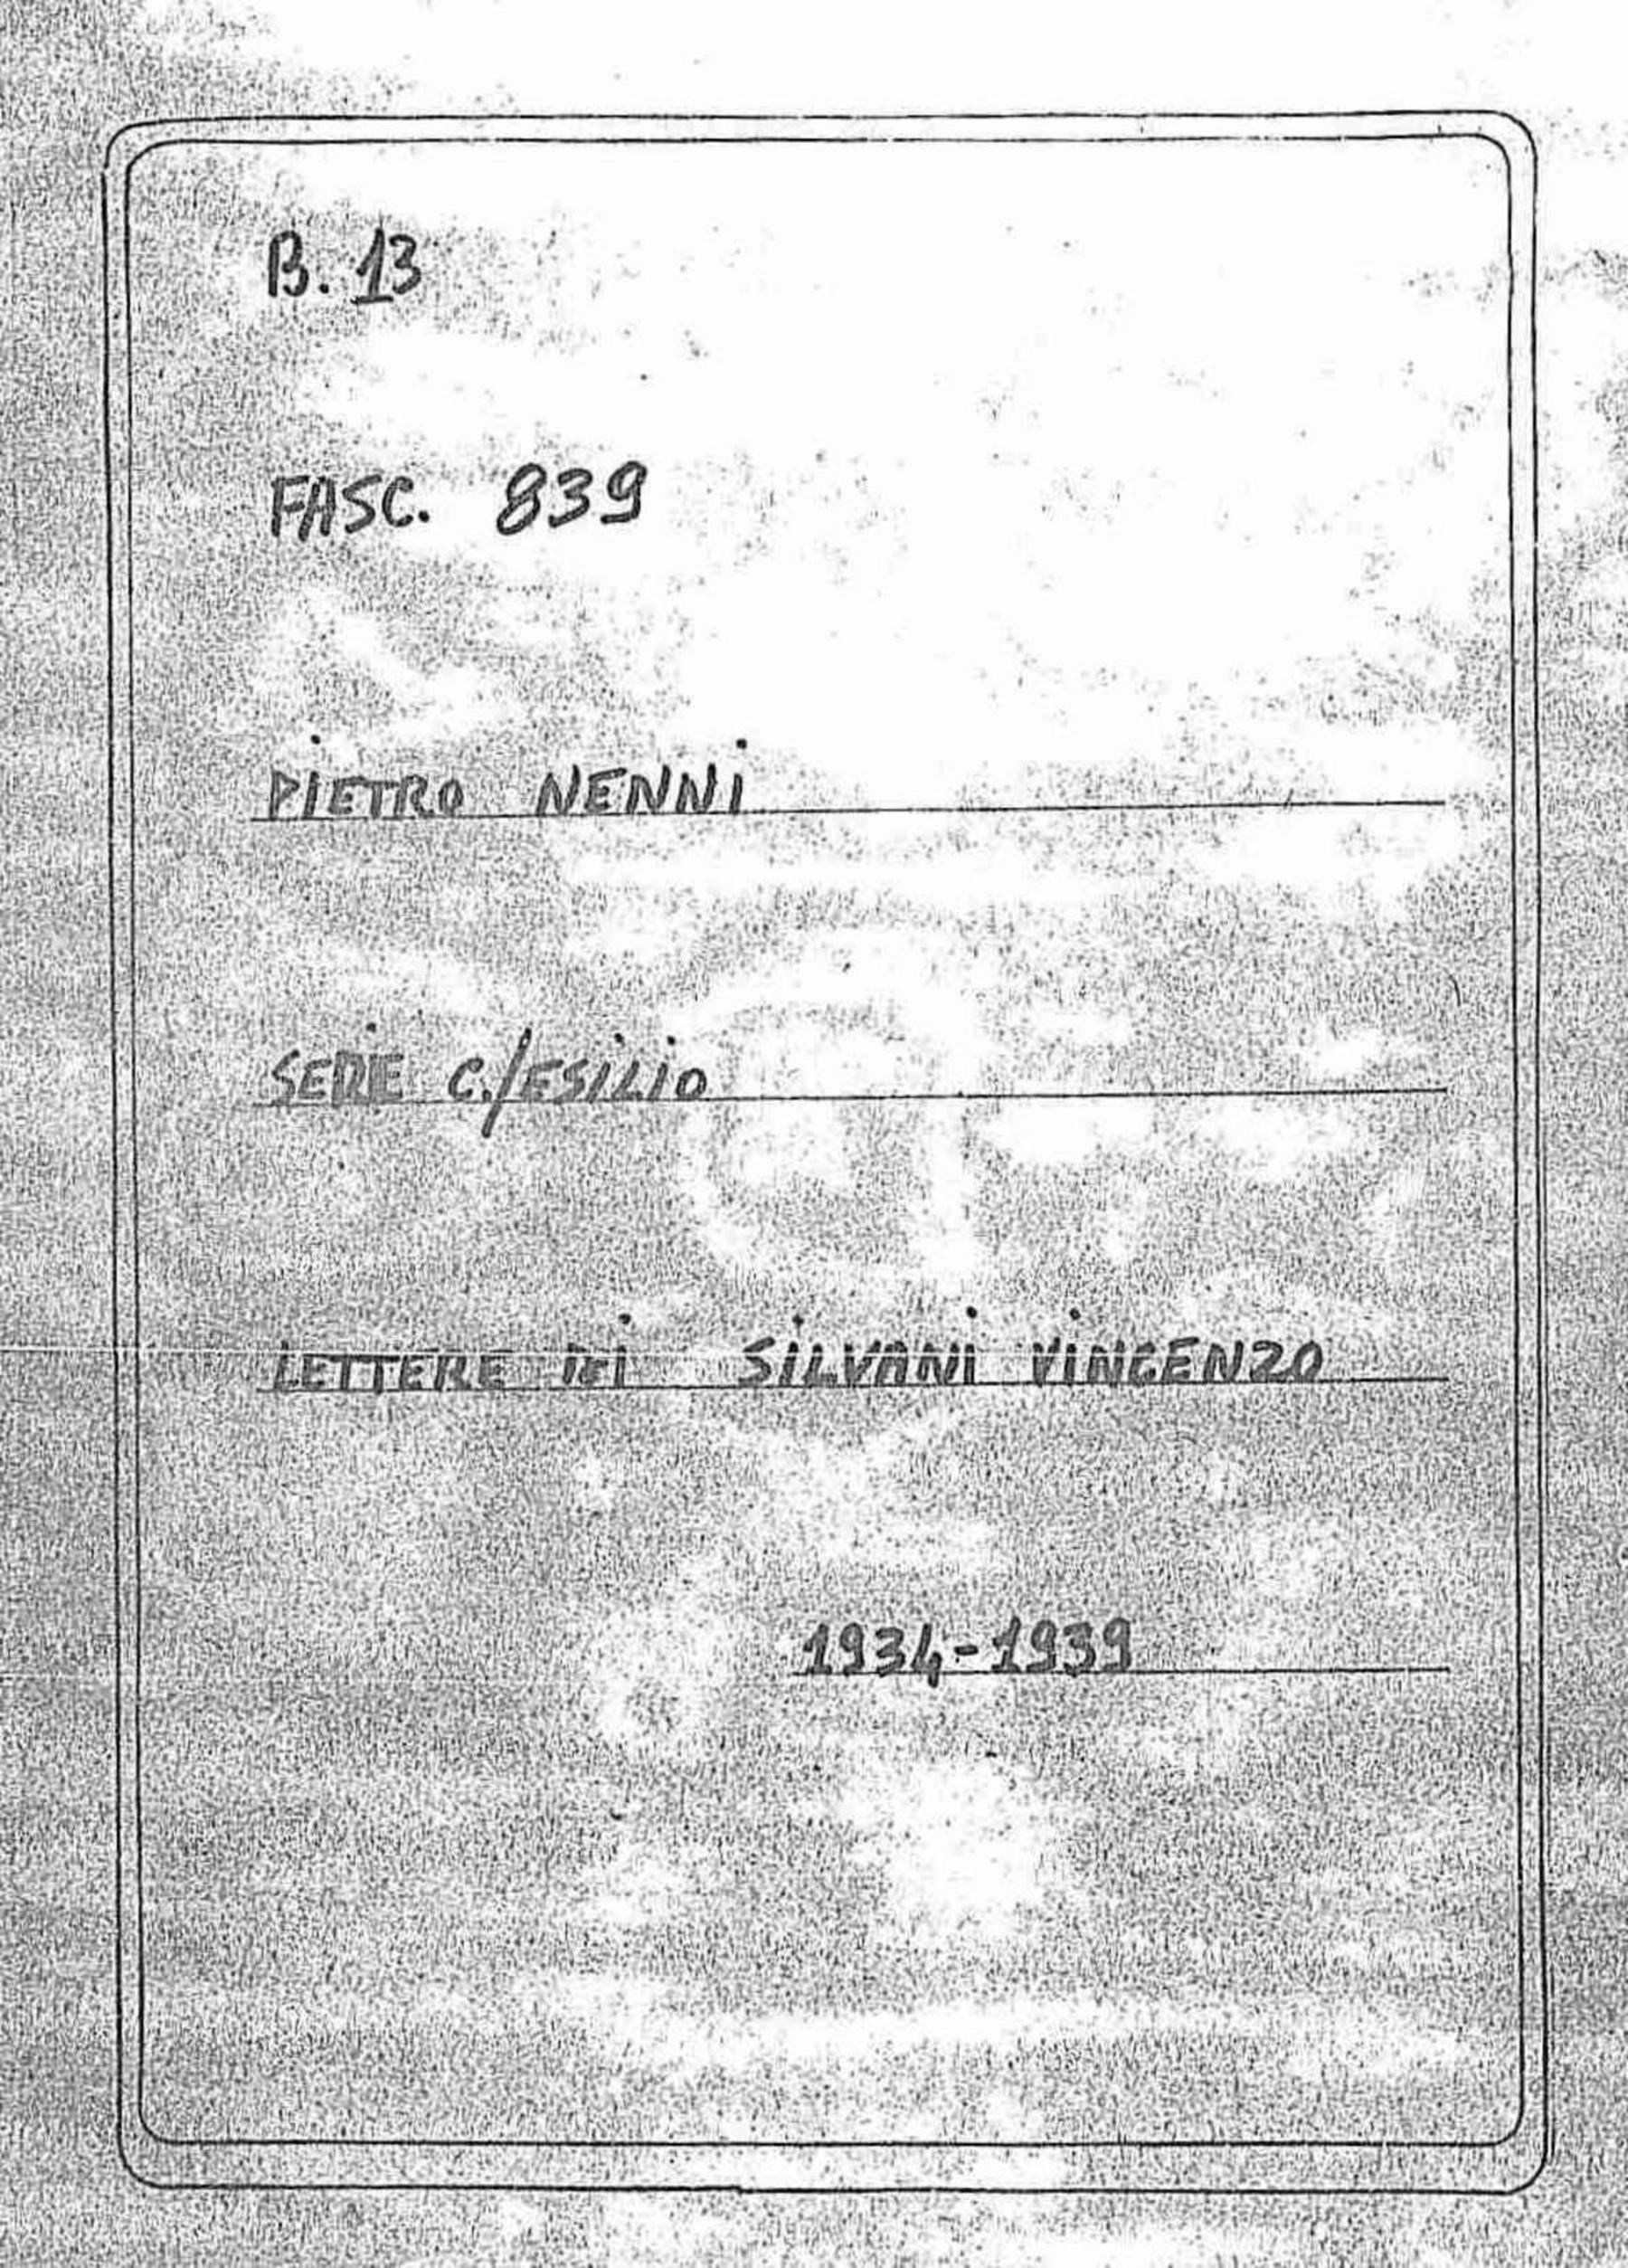 B. 13
FASC. 839
PIETRO NENNI
SERIE C./ESILIO
LETTERE DI SILVANI VINCENZO
1934-1939